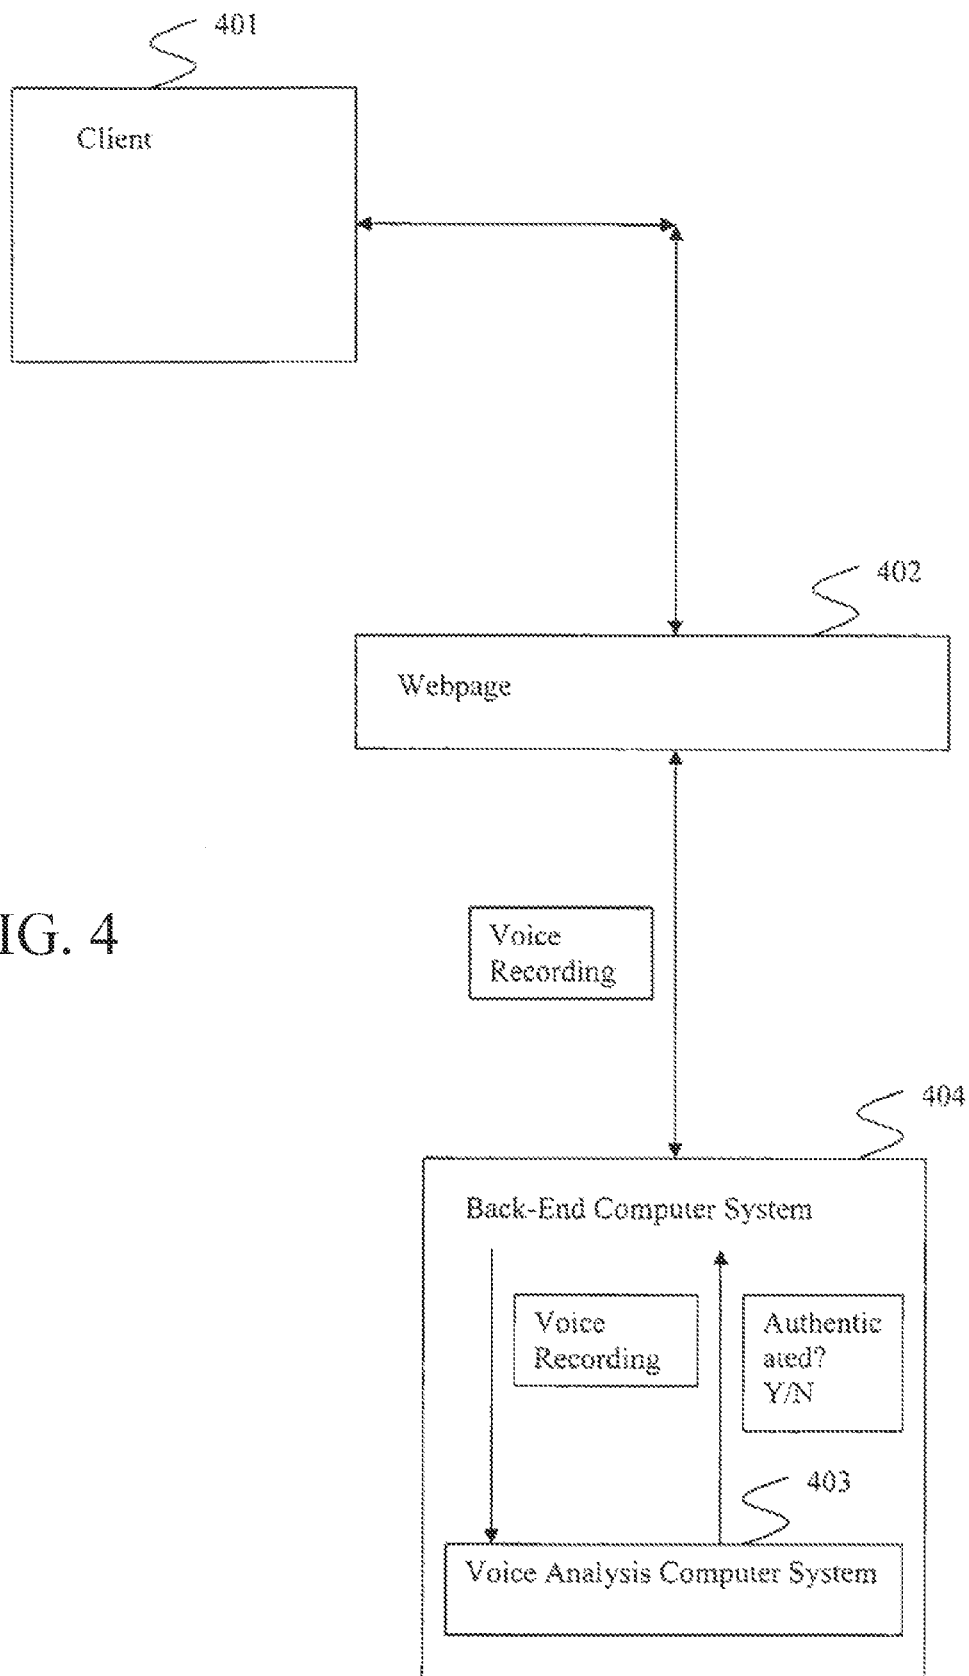 401
Client
402
Webpage
IG. 4
Voice
Recording
404
Back-End Computer System
Voice
Recording
Authentic
ated?
Y/N
403
Voice Analysis Computer System